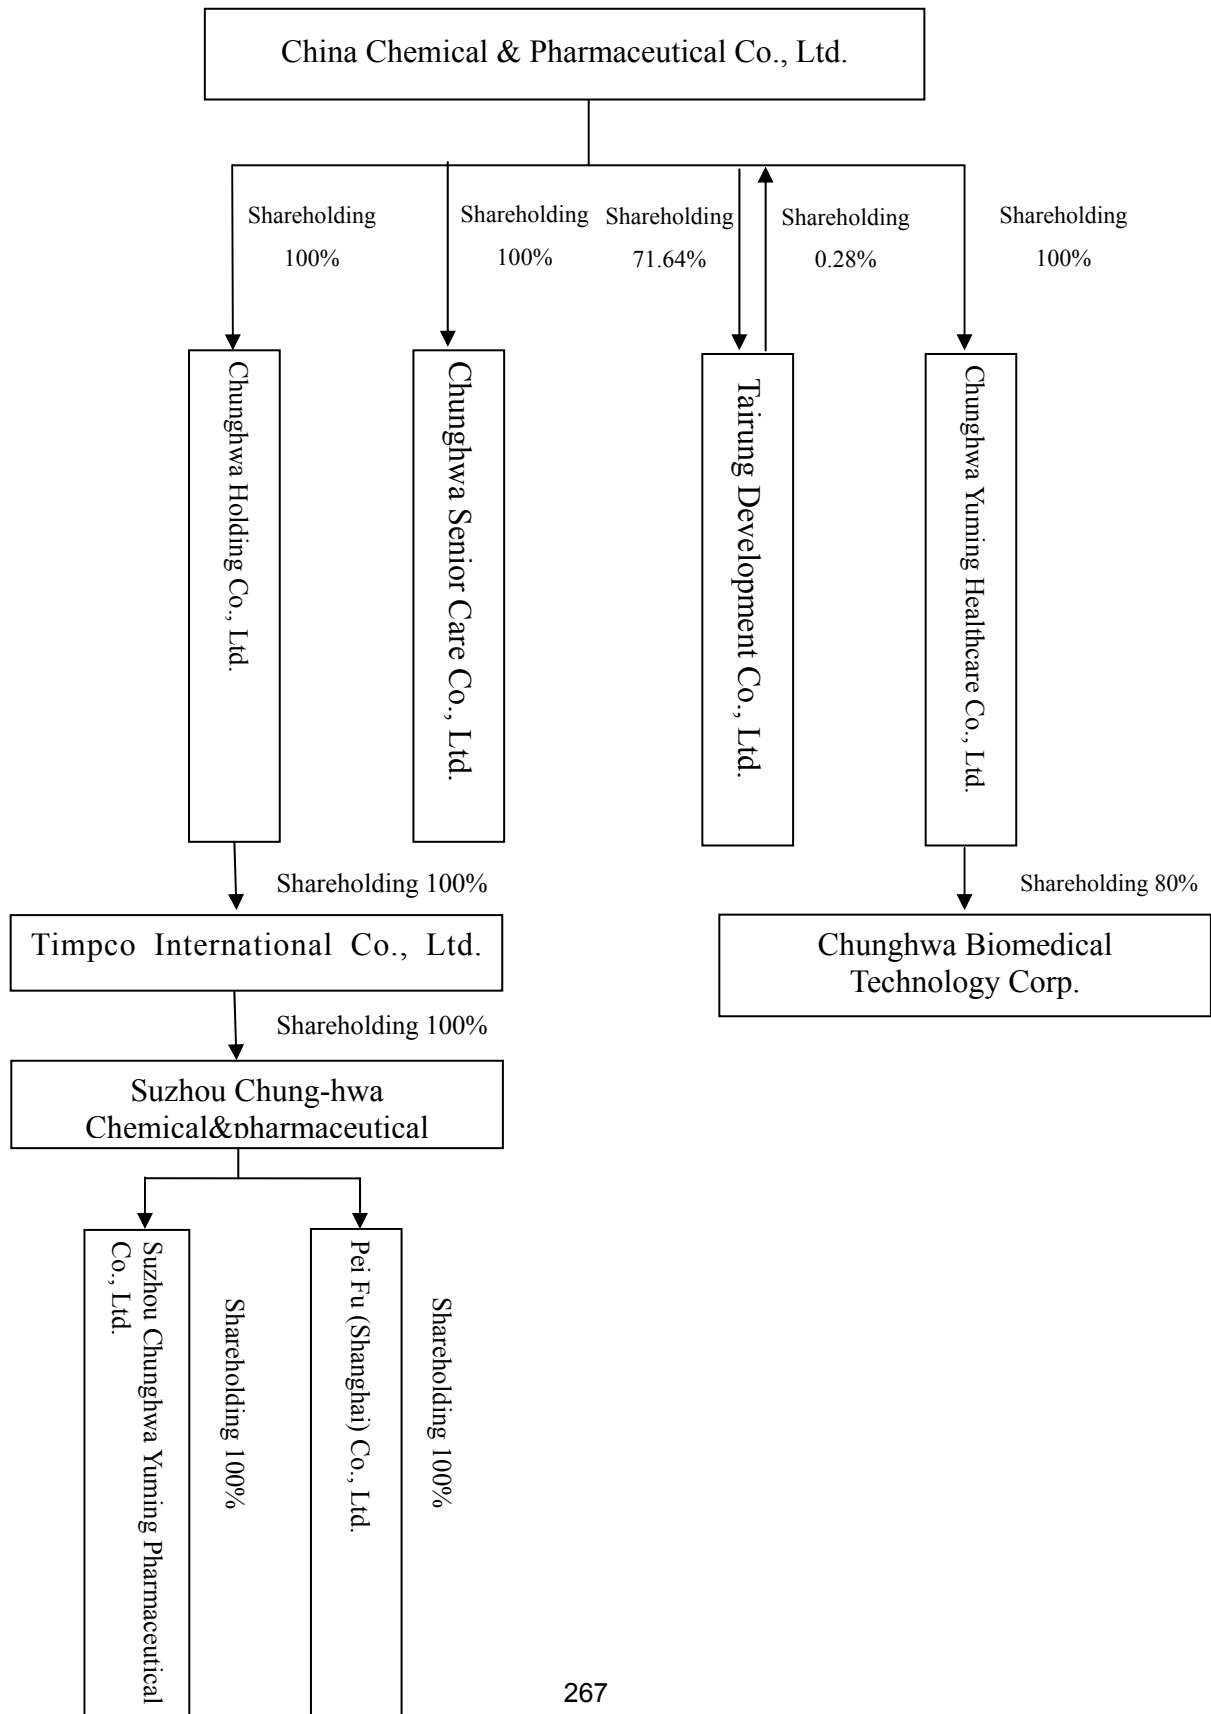 China Chemical & Pharmaceutical Co., Ltd.
Shareholding
100%
Shareholding
100%
Shareholding
71.64%
Shareholding
0.28%
Shareholding
100%
Chunghwa Holding Co., Ltd.
Chunghwa Senior Care Co., Ltd.
Tairung Development Co., Ltd.
Chunghwa Yuming Healthcare Co., Ltd.
Shareholding 100%
Shareholding 80%
Timpco International Co., Ltd.
Chunghwa Biomedical
Technology Corp.
Shareholding 100%
Suzhou Chung-hwa
Chemical&pharmaceutical
Suzhou Chunghwa Yuming Pharmaceutical
Co., Ltd.
Shareholding 100%
Pei Fu (Shanghai) Co., Ltd.
Shareholding 100%
267